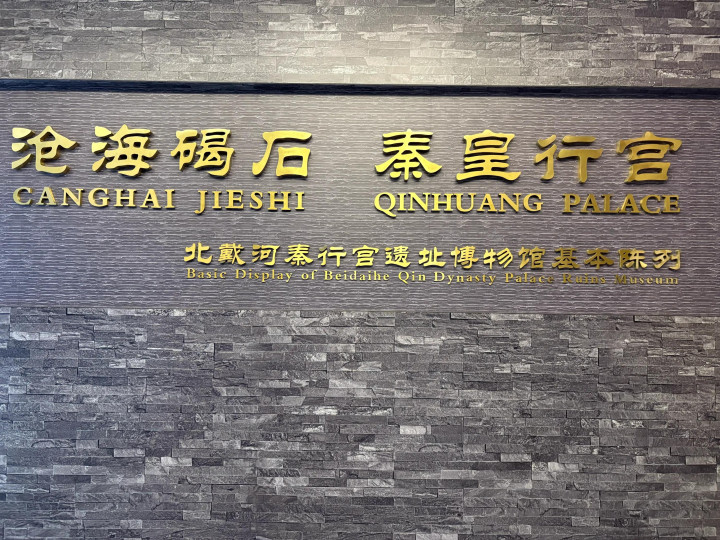 沧海碣石 秦皇行宫
CANGHAI JIESHI QINHUANG PALACE
北戴河秦行宫遗址博物馆基本陈列
Basic Display of Beidaihe Qin Dynasty Palace Ruins Museum